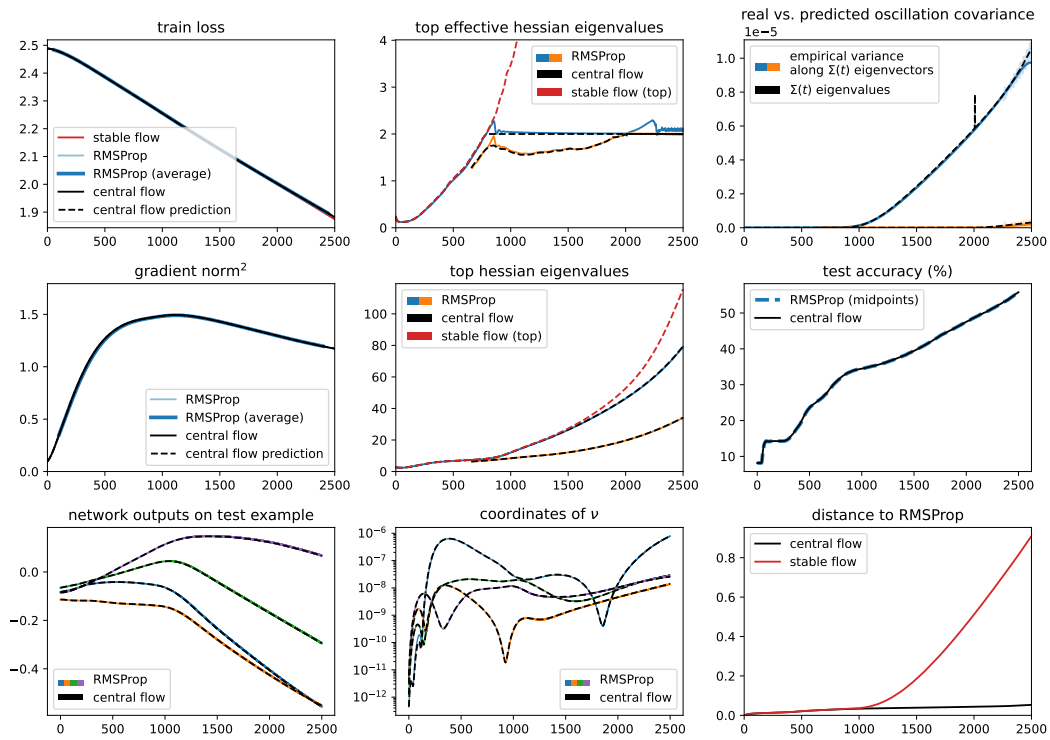 train loss
2.5
2.4
2.3
2.2
2.1
2.0
1.9
stable flow
RMSProp
RMSProp (average)
central flow
central flow prediction
0 500 1000 1500 2000 2500
top effective hessian eigenvalues
4
3
2
1
0
RMSProp
central flow
stable flow (top)
0 500 1000 1500 2000 2500
real vs. predicted oscillation covariance
1e−5
1.0
0.8
0.6
0.4
0.2
0.0
empirical variance
along Σ(t) eigenvectors
Σ(t) eigenvalues
0 500 1000 1500 2000 2500
gradient norm²
1.5
1.0
0.5
0.0
RMSProp
RMSProp (average)
central flow
central flow prediction
0 500 1000 1500 2000 2500
top hessian eigenvalues
100
80
60
40
20
0
RMSProp
central flow
stable flow (top)
0 500 1000 1500 2000 2500
test accuracy (%)
50
40
30
20
10
RMSProp (midpoints)
central flow
0 500 1000 1500 2000 2500
network outputs on test example
0.0
−0.2
−0.4
RMSProp
central flow
0 500 1000 1500 2000 2500
coordinates of ν
10⁻⁶
10⁻⁷
10⁻⁸
10⁻⁹
10⁻¹⁰
10⁻¹¹
10⁻¹²
RMSProp
central flow
0 500 1000 1500 2000 2500
distance to RMSProp
0.8
0.6
0.4
0.2
0.0
central flow
stable flow
0 500 1000 1500 2000 2500